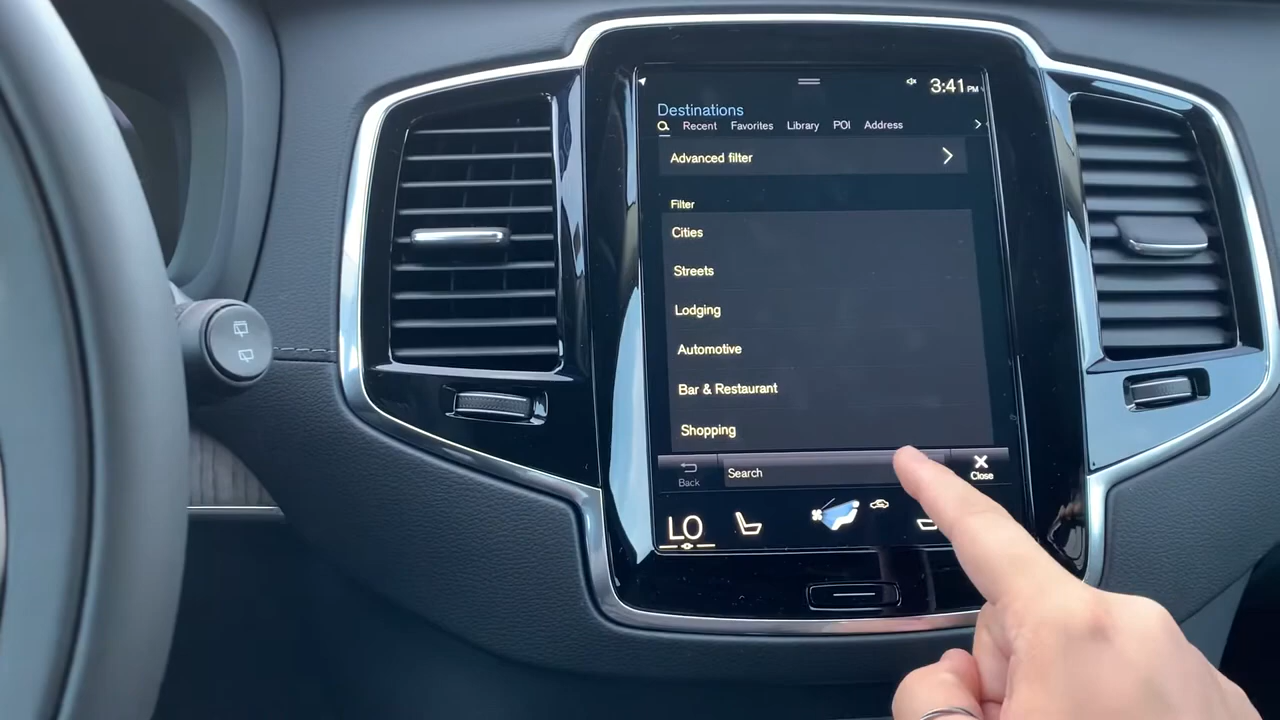 3:41 PM
Destinations
Recent Favorites Library POI Address
Advanced filter
Filter
Cities
Streets
Lodging
Automotive
Bar & Restaurant
Shopping
Back Search Close
LO